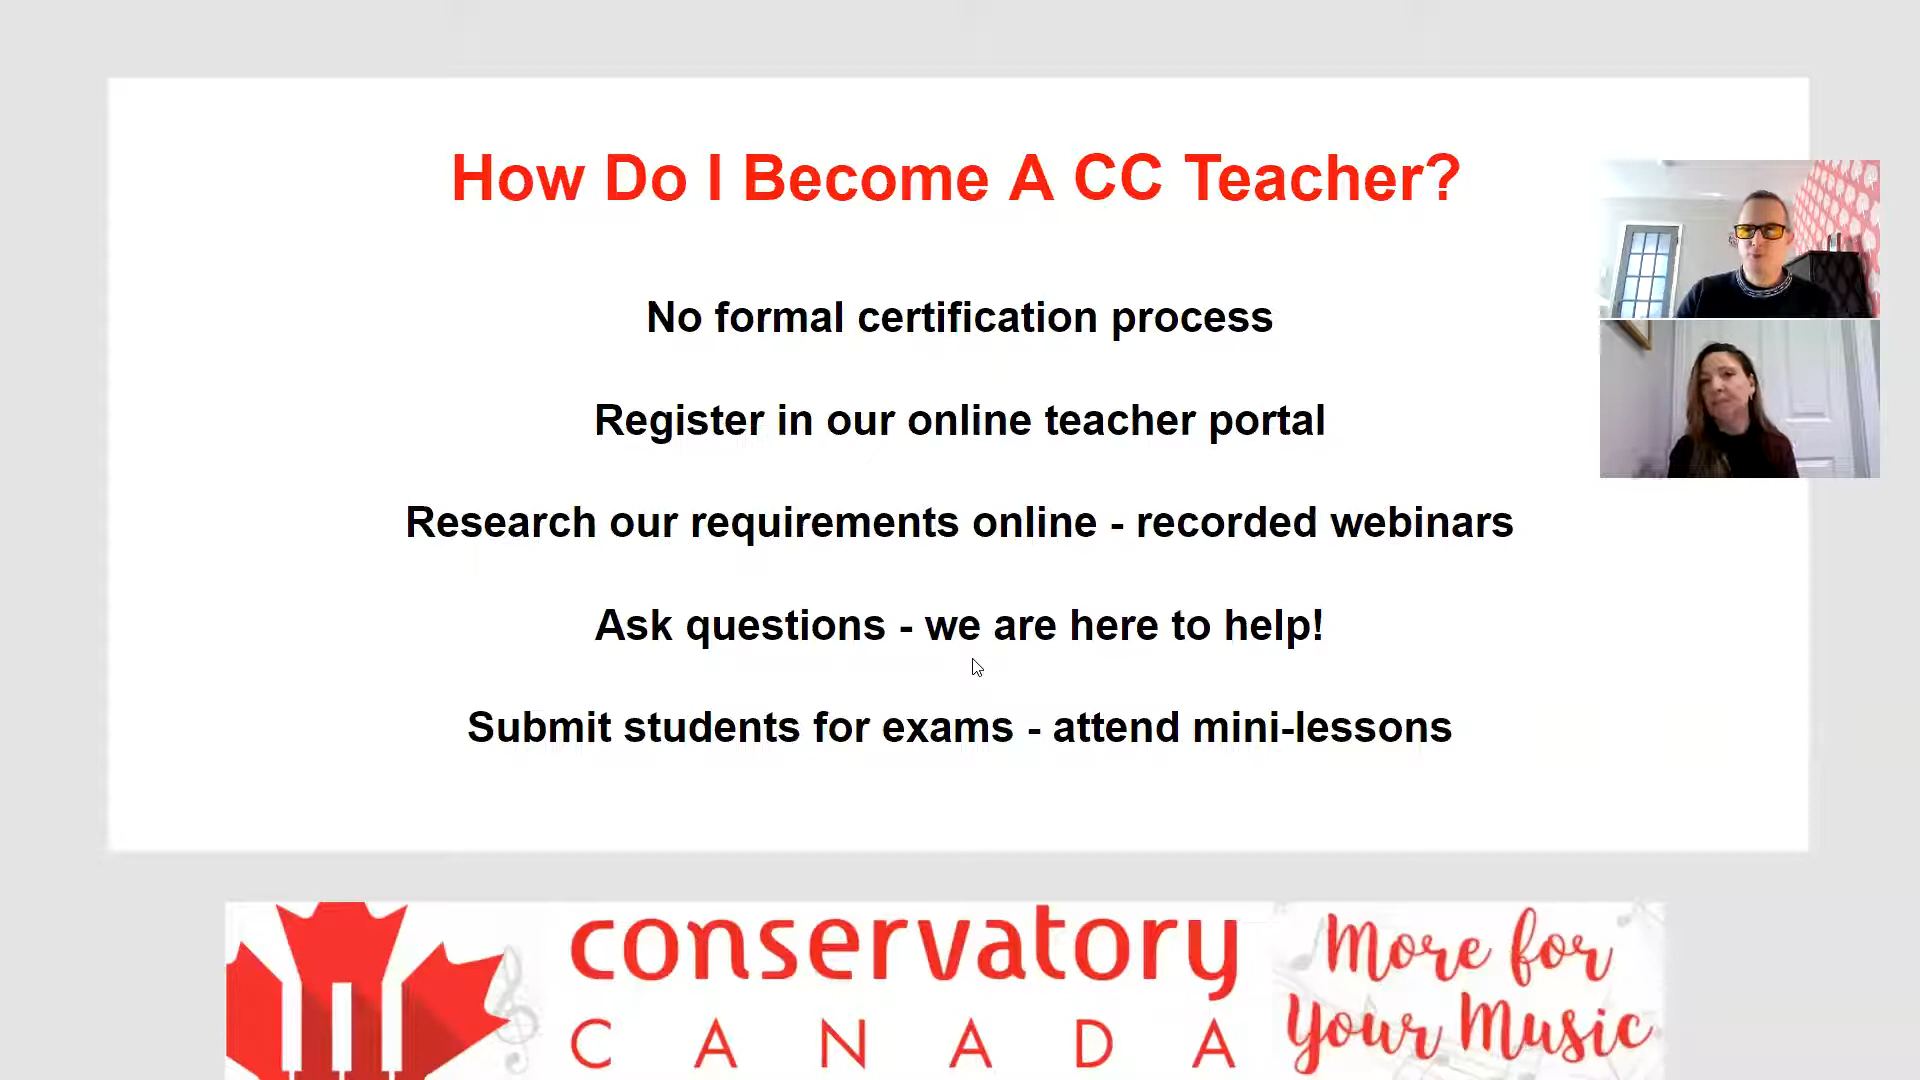 How Do I Become A CC Teacher?
No formal certification process
Register in our online teacher portal
Research our requirements online - recorded webinars
Ask questions - we are here to help!
Submit students for exams - attend mini-lessons
conservatory
CANADA
More for
Your Music